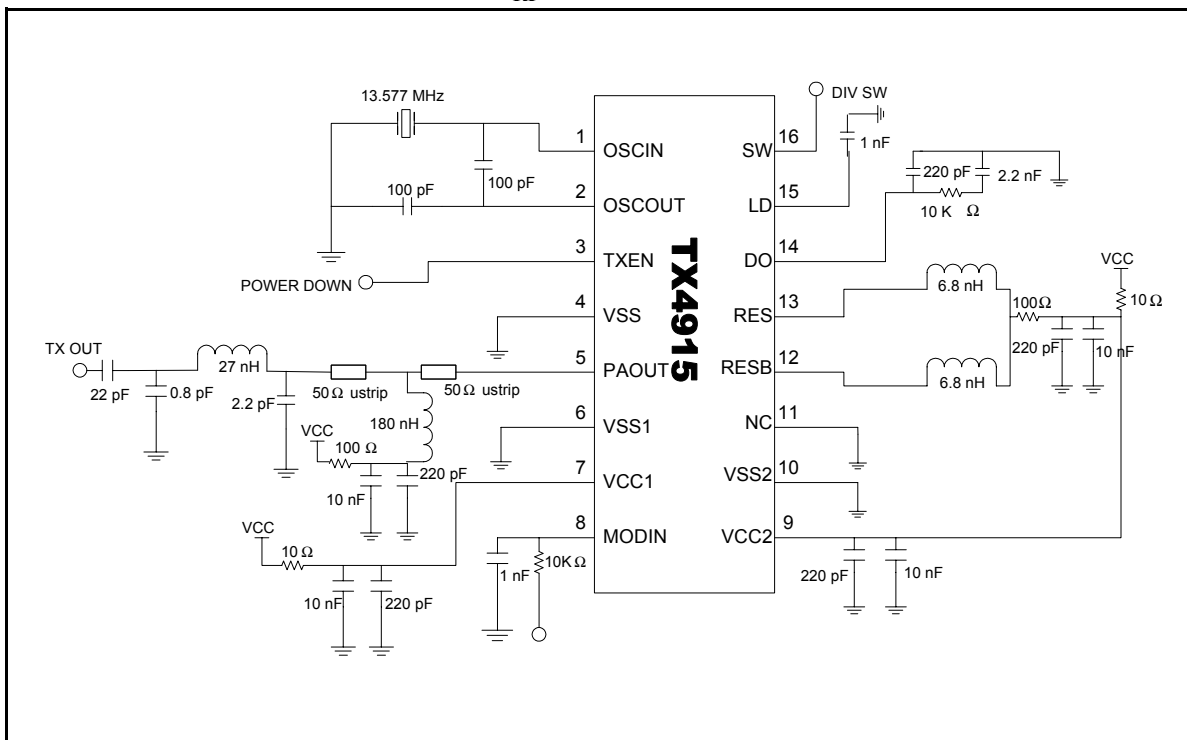 13.577 MHz
100 pF
100 pF
POWER DOWN
TX OUT
22 pF
0.8 pF
27 nH
2.2 pF
50Ω ustrip
50Ω ustrip
180 nH
VCC
100 Ω
10 nF
220 pF
VCC
10Ω
10 nF
220 pF
1 nF
10KΩ
1
OSCIN
2
OSCOUT
3
TXEN
4
VSS
5
PAOUT
6
VSS1
7
VCC1
8
MODIN
TX4915
16
SW
15
LD
14
DO
13
RES
12
RESB
11
NC
10
VSS2
9
VCC2
DIV SW
1 nF
220 pF
2.2 nF
10 K Ω
6.8 nH
6.8 nH
100Ω
VCC
10Ω
220 pF
10 nF
220 pF
10 nF